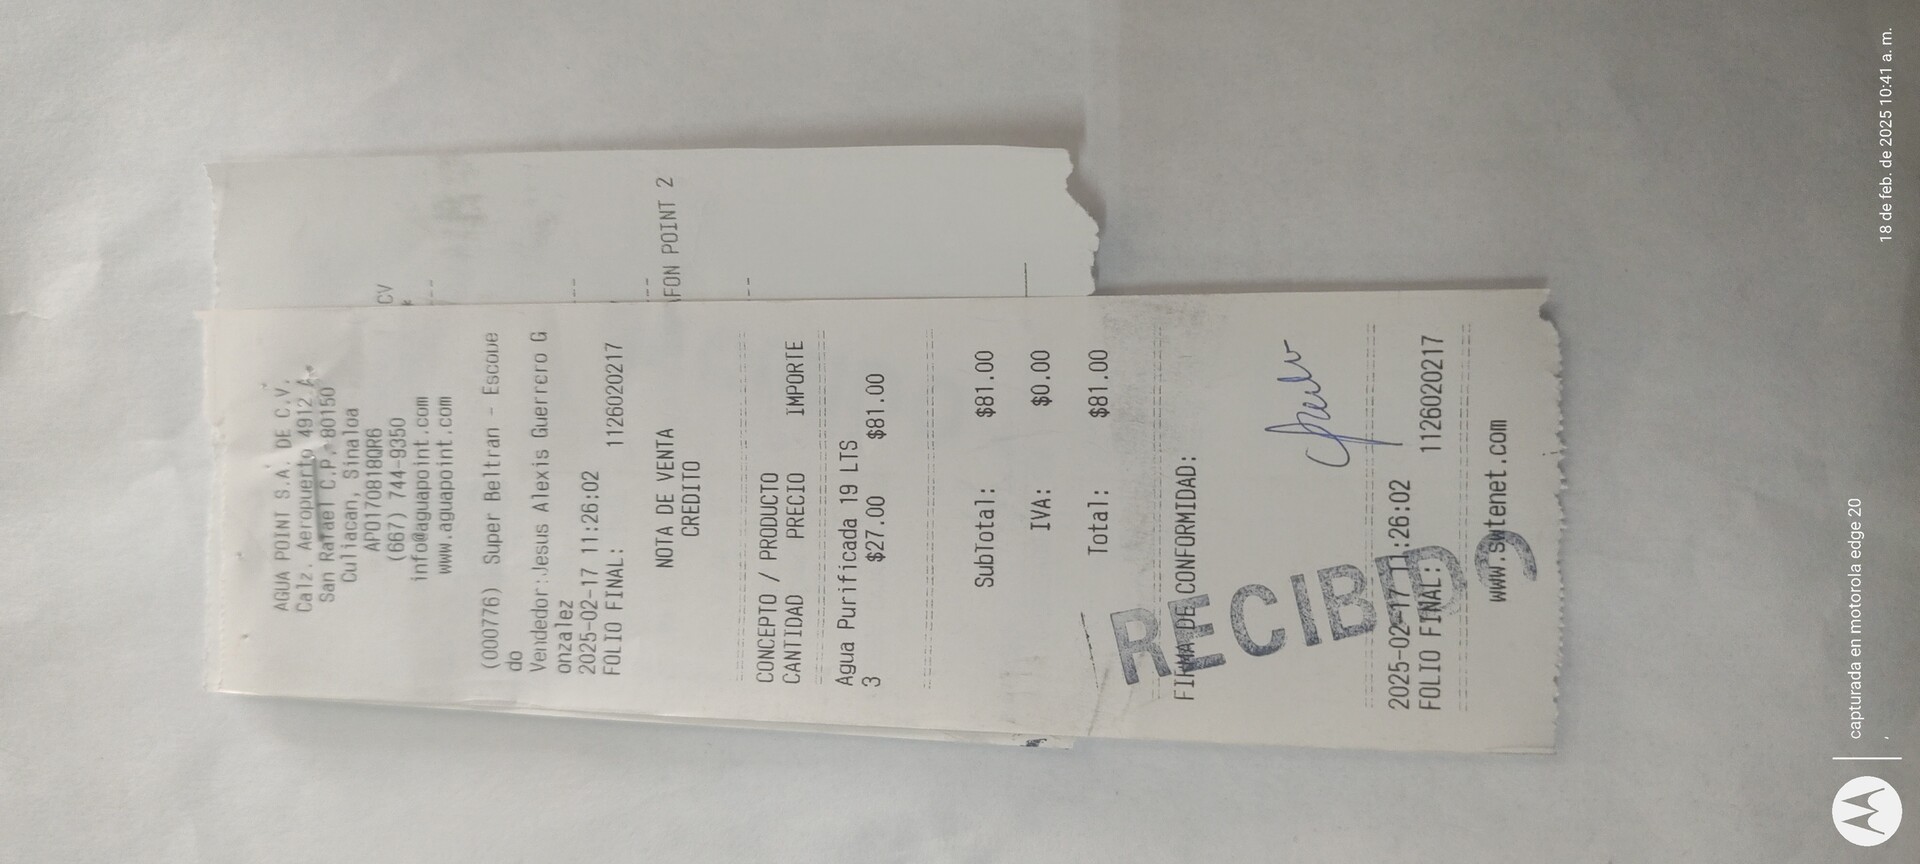 AGUA POINT S.A. DE C.V.
Calz. Aeropuerto 4912 A,
San Rafael C.P. 80150
Culiacan, Sinaloa
APO170818QR6
(667) 744-9350
info@aguapoint.com
www.aguapoint.com
(000776) Super Beltran - Escobe
do
Vendedor:Jesus Alexis Guerrero G
onzalez
2025-02-17 11:26:02
FOLIO FINAL: 1126020217
NOTA DE VENTA
CREDITO
CONCEPTO / PRODUCTO
CANTIDAD PRECIO IMPORTE
Agua Purificada 19 LTS
3 $27.00 $81.00
SubTotal: $81.00
IVA: $0.00
Total: $81.00
FIRMA DE CONFORMIDAD:
RECIBIDO
2025-02-17 11:26:02
FOLIO FINAL: 1126020217
www.swtenet.com
CV
FON POINT 2
capturada en motorola edge 20
18 de feb. de 2025 10:41 a. m.